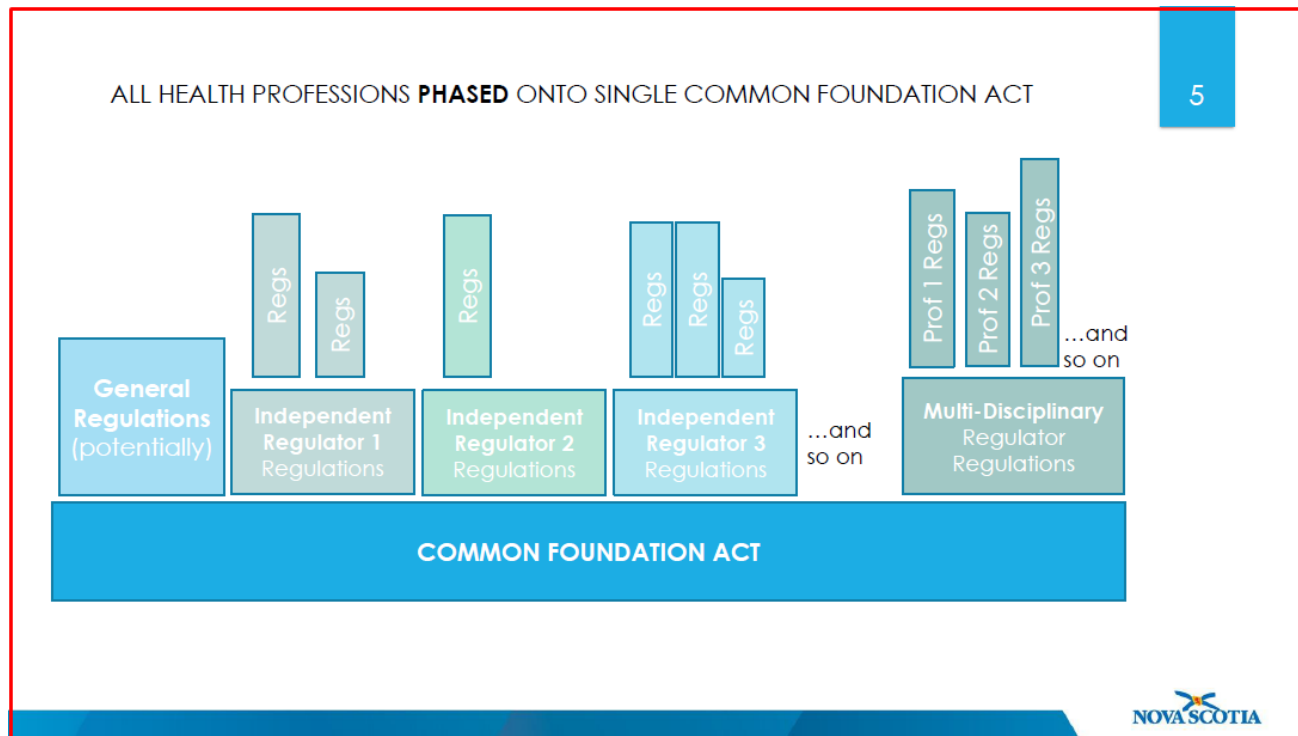 ALL HEALTH PROFESSIONS PHASED ONTO SINGLE COMMON FOUNDATION ACT
5
Regs
Regs
Regs
Regs
Regs
Regs
Prof 1 Regs
Prof 2 Regs
Prof 3 Regs
...and
so on
General
Regulations
(potentially)
Independent
Regulator 1
Regulations
Independent
Regulator 2
Regulations
Independent
Regulator 3
Regulations
...and
so on
Multi-Disciplinary
Regulator
Regulations
COMMON FOUNDATION ACT
NOVA SCOTIA